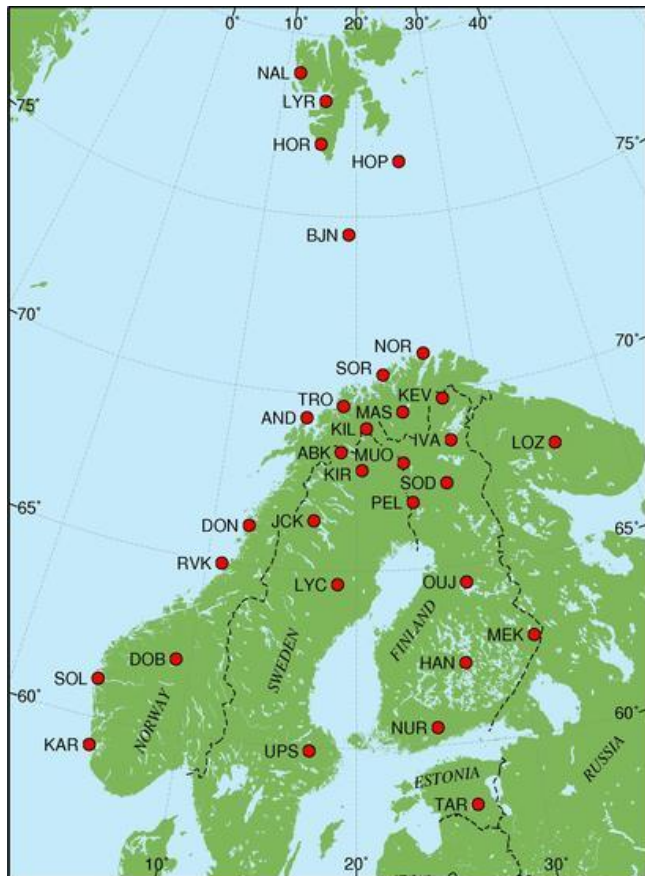 0° 10° 20° 30° 40°
NAL
LYR
75°
HOR
75°
HOP
BJN
70°
70°
NOR
SOR
KEV
TRO
MAS
AND
KIL
IVA
LOZ
ABK
MUO
KIR
SOD
65°
PEL
65°
DON
JCK
RVK
LYC
OUJ
FINLAND
MEK
SWEDEN
DOB
HAN
SOL
60°
NORWAY
60°
NUR
KAR
UPS
RUSSIA
ESTONIA
TAR
10° 20° 30°